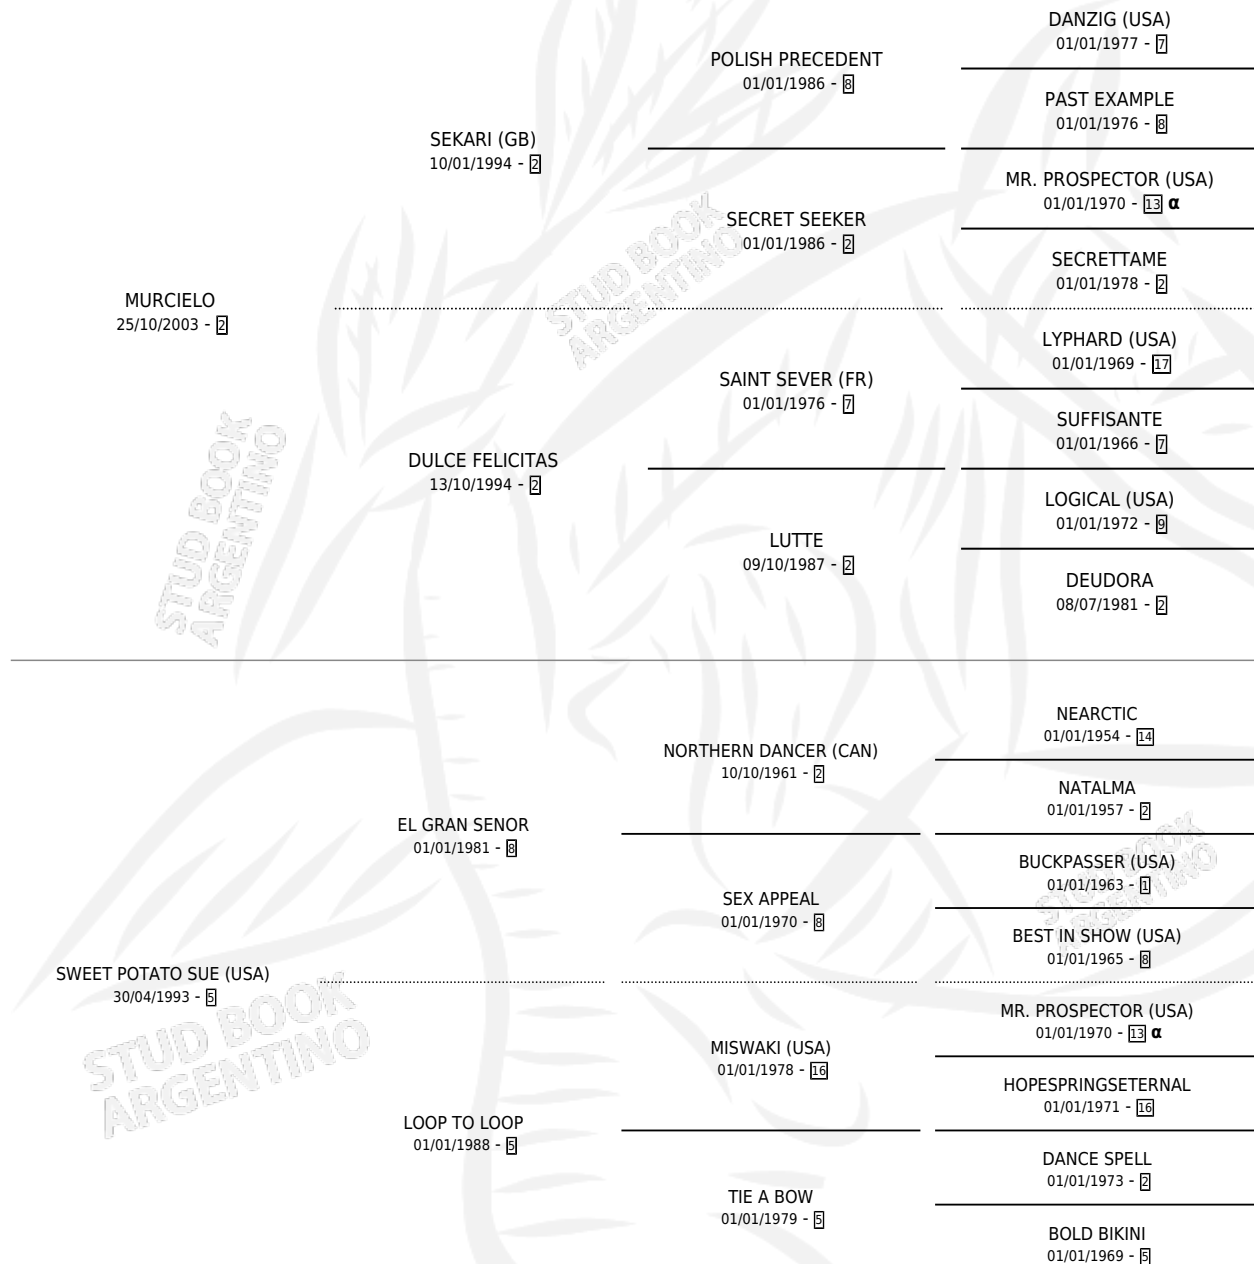 DANZIG (USA)
01/01/1977 - 7
POLISH PRECEDENT
01/01/1986 - 8
PAST EXAMPLE
01/01/1976 - 8
SEKARI (GB)
10/01/1994 - 2
MR. PROSPECTOR (USA)
01/01/1970 - 13 α
SECRET SEEKER
01/01/1986 - 2
SECRETTAME
01/01/1978 - 2
STUD BOOK
ARGENTINO
MURCIELO
25/10/2003 - 2
LYPHARD (USA)
01/01/1969 - 17
SAINT SEVER (FR)
01/01/1976 - 7
SUFFISANTE
01/01/1966 - 7
DULCE FELICITAS
13/10/1994 - 2
LOGICAL (USA)
01/01/1972 - 9
LUTTE
09/10/1987 - 2
DEUDORA
08/07/1981 - 2
STUD BOOK
ARGENTINO
NEARCTIC
01/01/1954 - 14
NORTHERN DANCER (CAN)
10/10/1961 - 2
NATALMA
01/01/1957 - 2
EL GRAN SENOR
01/01/1981 - 8
BUCKPASSER (USA)
01/01/1963 - 1
SEX APPEAL
01/01/1970 - 8
BEST IN SHOW (USA)
01/01/1965 - 8
STUD BOOK
ARGENTINO
SWEET POTATO SUE (USA)
30/04/1993 - 5
MR. PROSPECTOR (USA)
01/01/1970 - 13 α
MISWAKI (USA)
01/01/1978 - 16
HOPESPRINGSETERNAL
01/01/1971 - 16
STUD BOOK
ARGENTINO
LOOP TO LOOP
01/01/1988 - 5
DANCE SPELL
01/01/1973 - 2
TIE A BOW
01/01/1979 - 5
BOLD BIKINI
01/01/1969 - 5